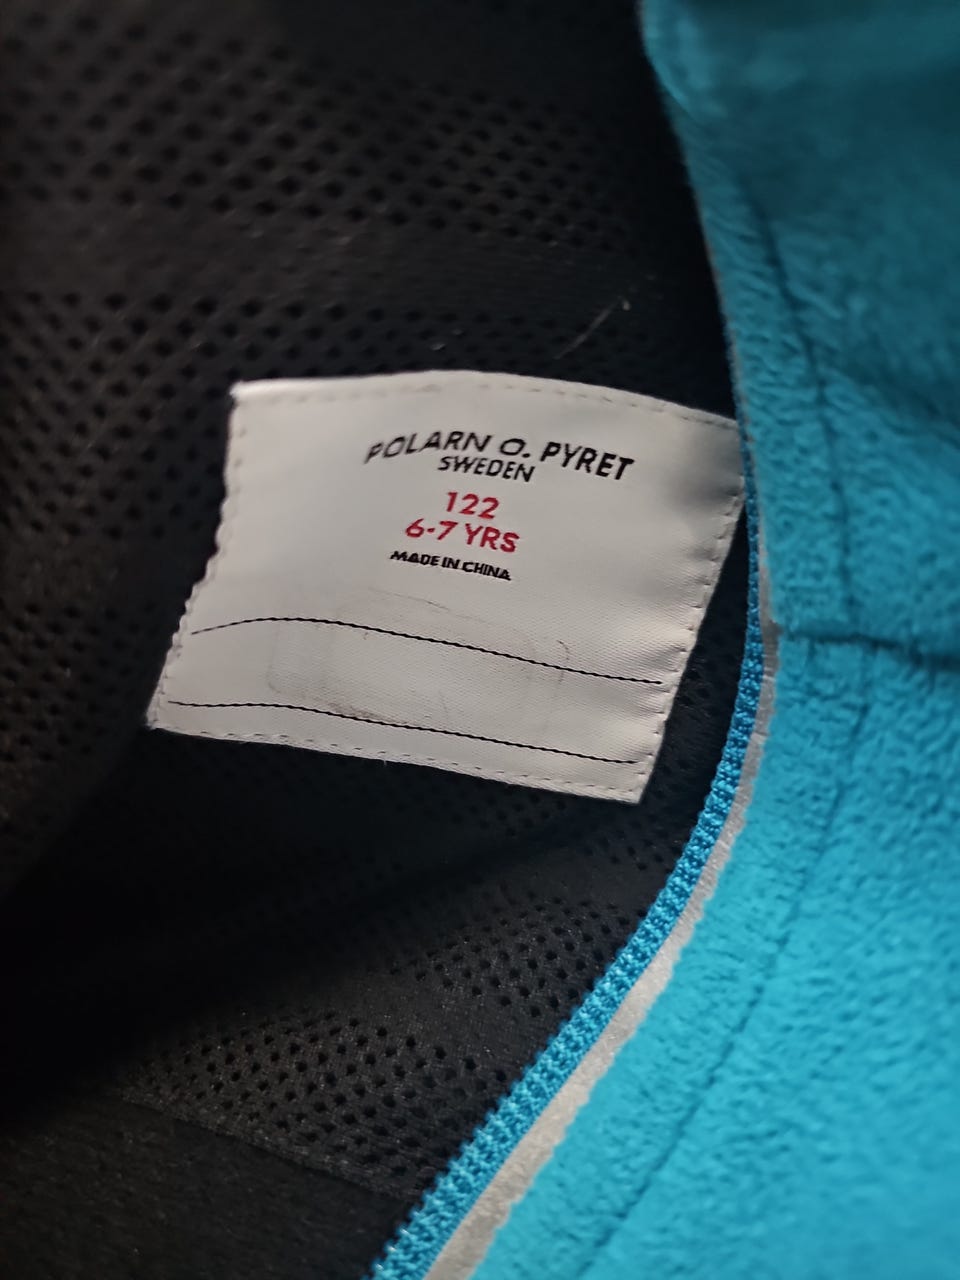 POLARN O. PYRET
SWEDEN
122
6-7 YRS
MADE IN CHINA